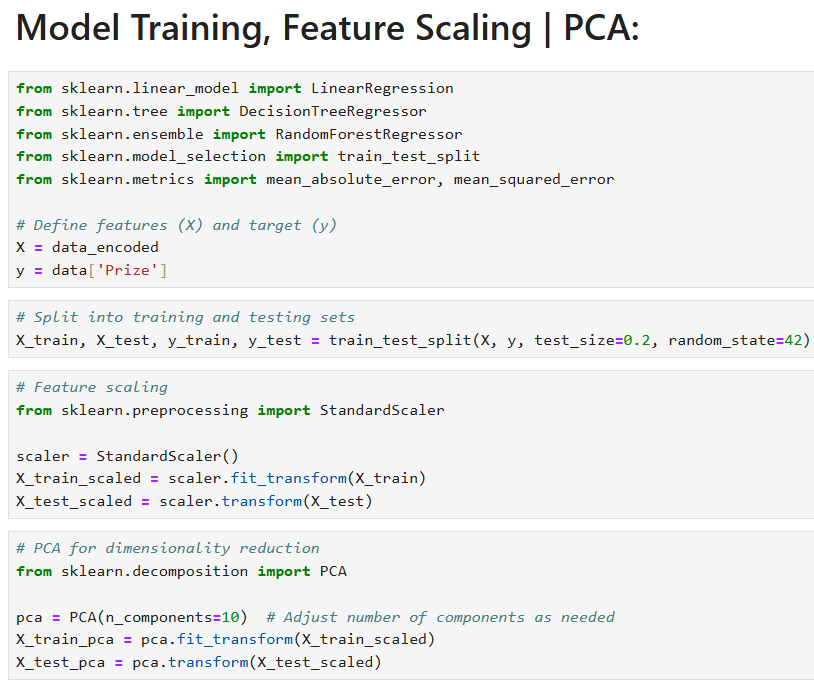 Model Training, Feature Scaling | PCA:
from sklearn.linear_model import LinearRegression
from sklearn.tree import DecisionTreeRegressor
from sklearn.ensemble import RandomForestRegressor
from sklearn.model_selection import train_test_split
from sklearn.metrics import mean_absolute_error, mean_squared_error
# Define features (X) and target (y)
X = data_encoded
y = data['Prize']
# Split into training and testing sets
X_train, X_test, y_train, y_test = train_test_split(X, y, test_size=0.2, random_state=42)
# Feature scaling
from sklearn.preprocessing import StandardScaler
scaler = StandardScaler()
X_train_scaled = scaler.fit_transform(X_train)
X_test_scaled = scaler.transform(X_test)
# PCA for dimensionality reduction
from sklearn.decomposition import PCA
pca = PCA(n_components=10)  # Adjust number of components as needed
X_train_pca = pca.fit_transform(X_train_scaled)
X_test_pca = pca.transform(X_test_scaled)